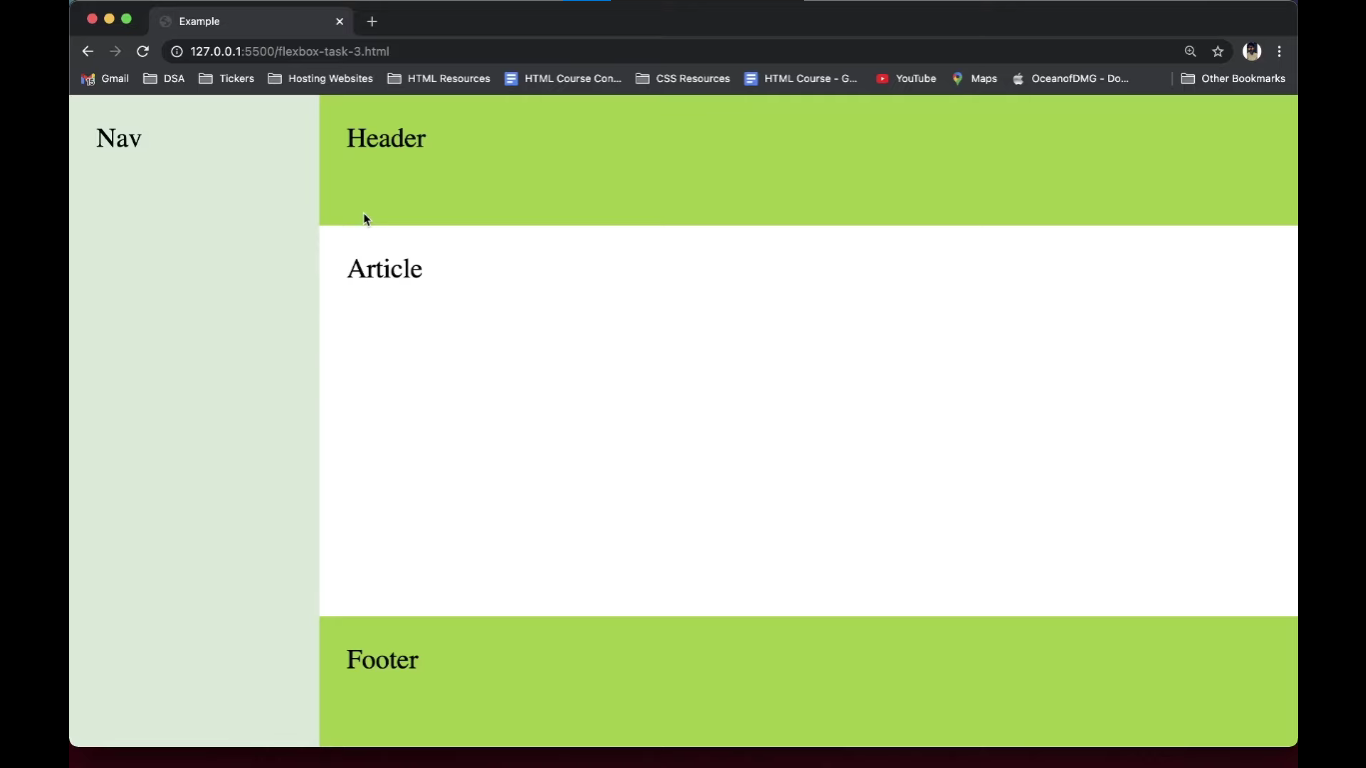 Example
127.0.0.1:5500/flexbox-task-3.html
Gmail DSA Tickers Hosting Websites HTML Resources HTML Course Con... CSS Resources HTML Course - G... YouTube Maps OceanofDMG - Do... Other Bookmarks
Nav
Header
Article
Footer